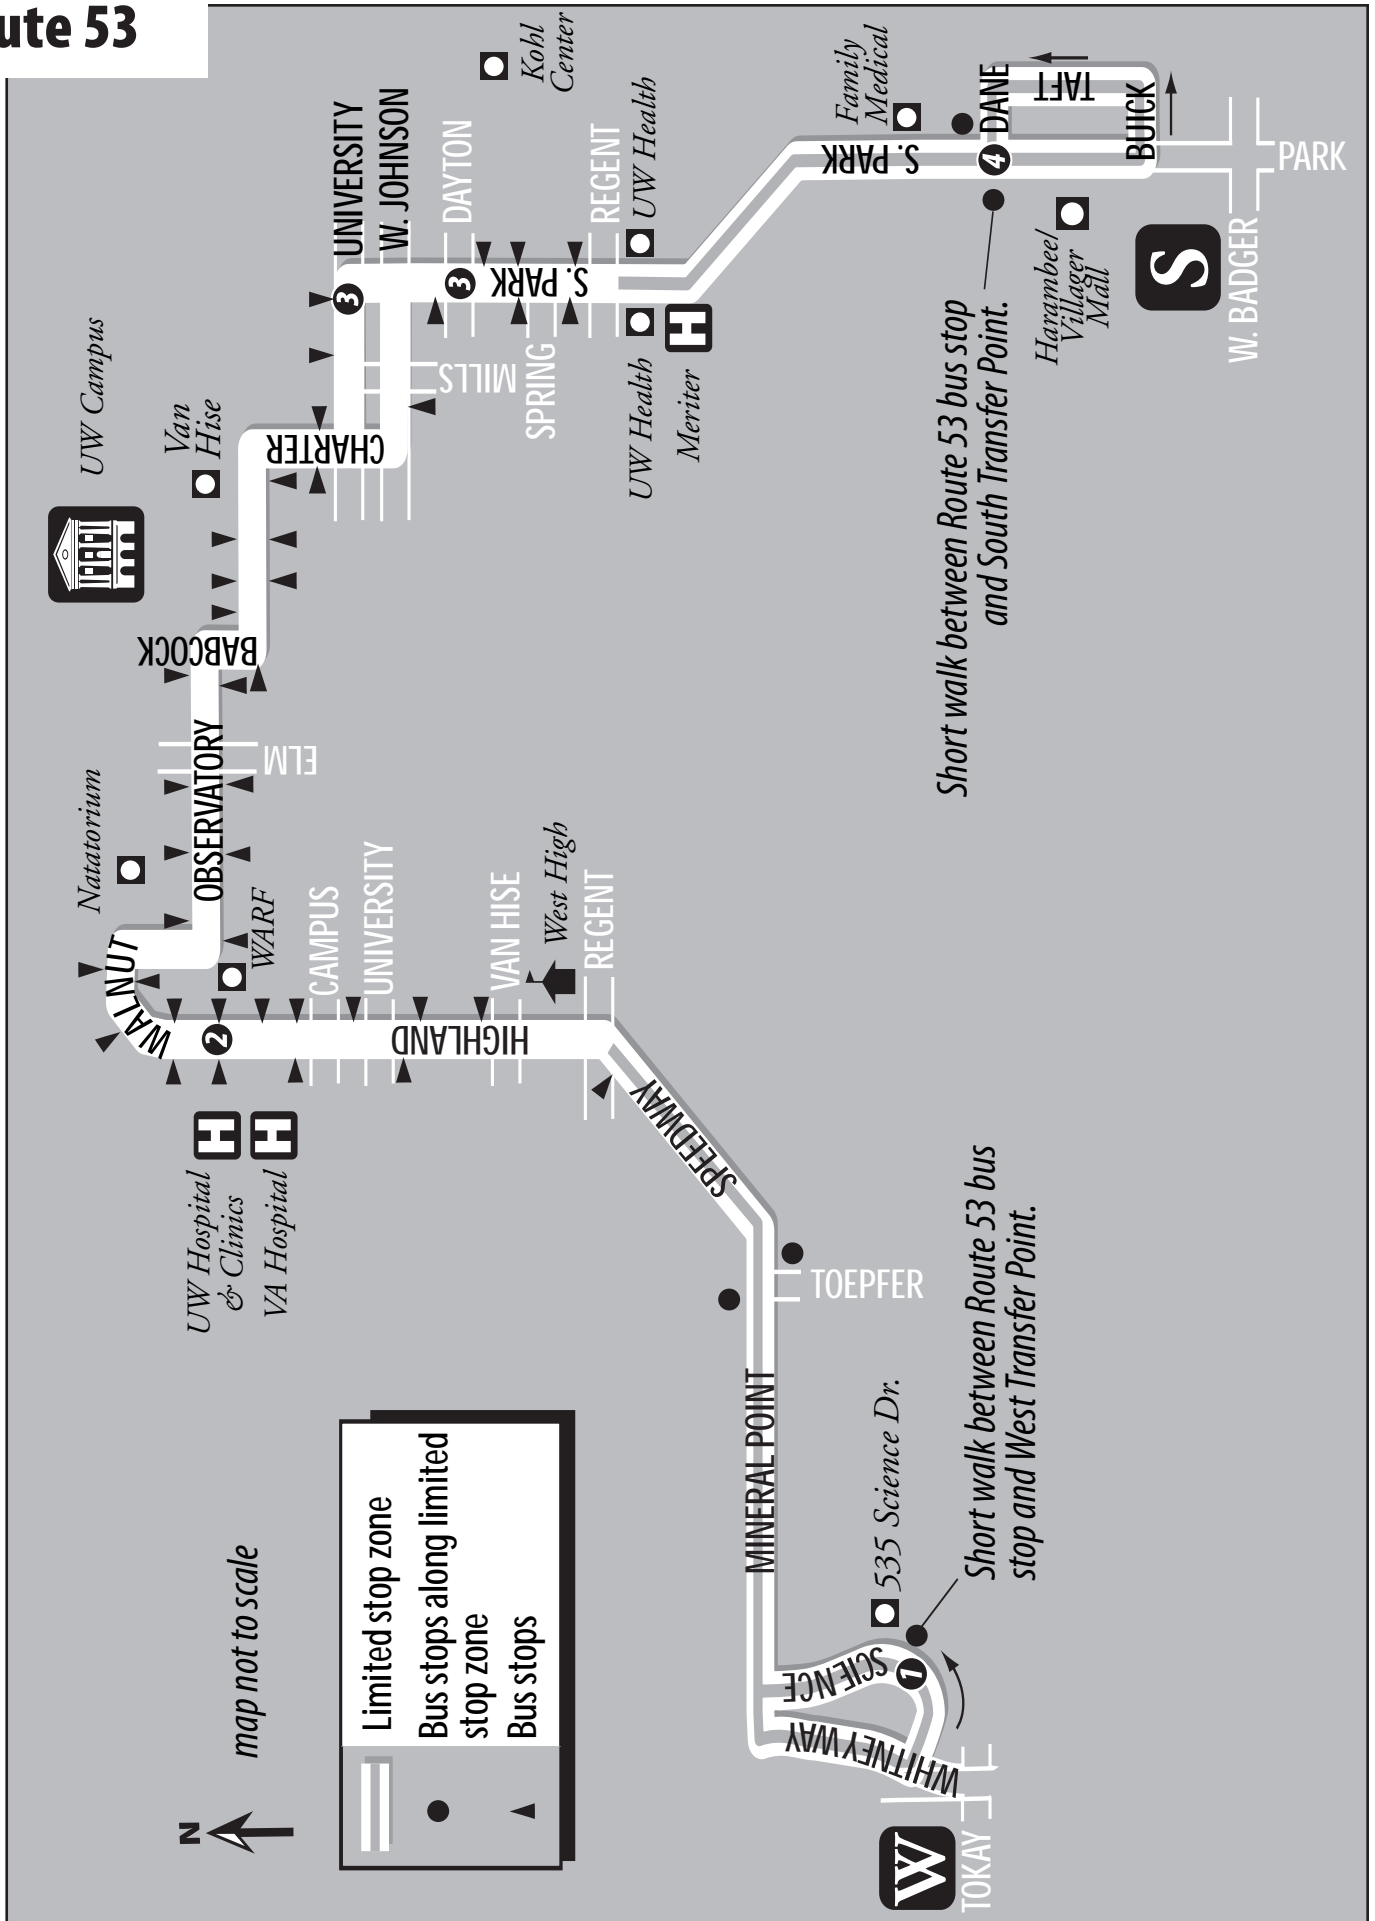 ute 53
N
map not to scale
Limited stop zone
Bus stops along limited
stop zone
Bus stops
UW Campus
Natatorium
Van
Hise
Kohl
Center
UW Hospital
& Clinics
H
VA Hospital
H
WARF
WALNUT
2
OBSERVATORY
ELM
BABCOCK
CHARTER
UNIVERSITY
W. JOHNSON
3
MILLS
DAYTON
3
S. PARK
SPRING
REGENT
UW Health
UW Health
H
Meriter
CAMPUS
UNIVERSITY
HIGHLAND
VAN HISE
West High
REGENT
SPEEDWAY
TOEPFER
MINERAL POINT
535 Science Dr.
SCIENCE
1
WHITNEY WAY
W
TOKAY
Short walk between Route 53 bus
stop and West Transfer Point.
Short walk between Route 53 bus stop
and South Transfer Point.
Family
Medical
S. PARK
4
DANE
TAFT
BUICK
Harambee/
Villager
Mall
S
W. BADGER
PARK